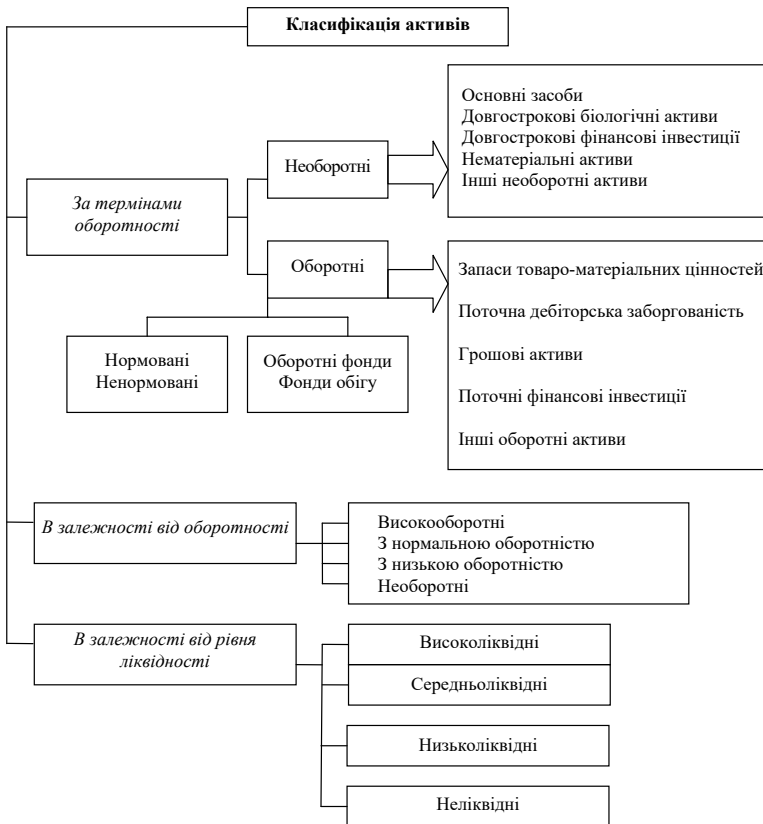 Класифікація активів
Необоротні
Основні засоби
Довгострокові біологічні активи
Довгострокові фінансові інвестиції
Нематеріальні активи
Інші необоротні активи
За термінами
оборотності
Оборотні
Запаси товаро-матеріальних цінностей
Поточна дебіторська заборгованість
Грошові активи
Поточні фінансові інвестиції
Інші оборотні активи
Нормовані
Ненормовані
Оборотні фонди
Фонди обігу
В залежності від оборотності
Високооборотні
З нормальною оборотністю
З низькою оборотністю
Необоротні
В залежності від рівня
ліквідності
Високоліквідні
Середньоліквідні
Низьколіквідні
Неліквідні